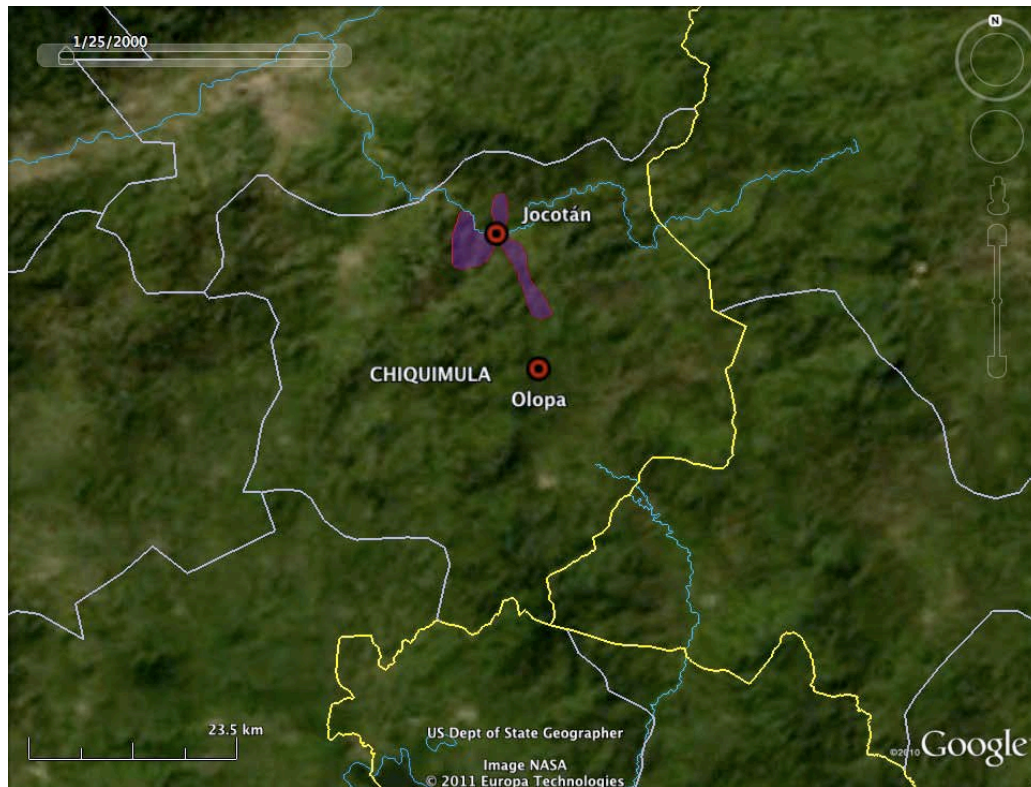 1/25/2000
N
Jocotán
CHIQUIMULA
Olopa
23.5 km
US Dept of State Geographer
Image NASA
© 2011 Europa Technologies
©2010 Google